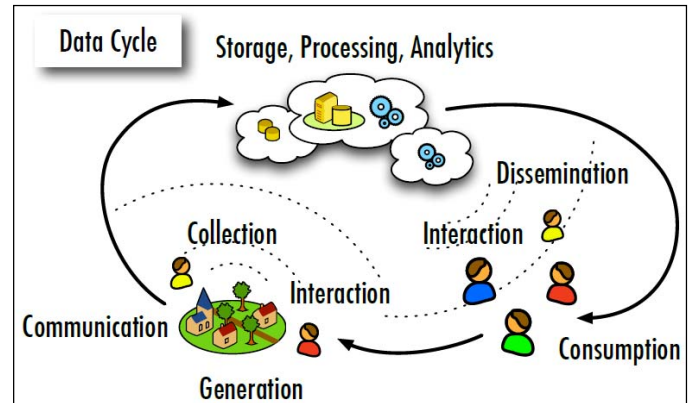 Data Cycle
Storage, Processing, Analytics
Dissemination
Collection
Interaction
Interaction
Communication
Consumption
Generation